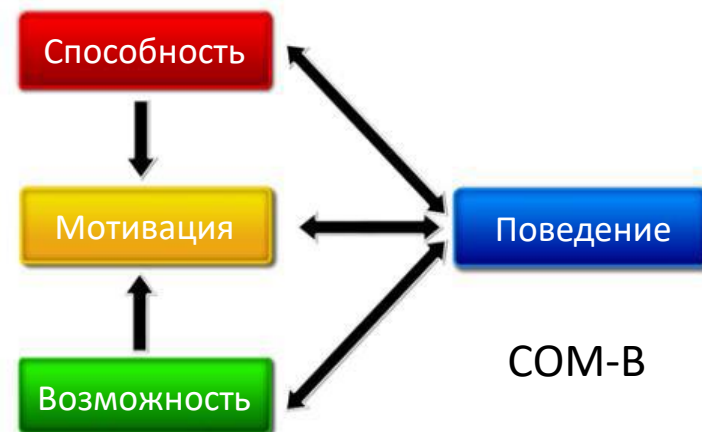 Способность
Мотивация
Поведение
COM-B
Возможность